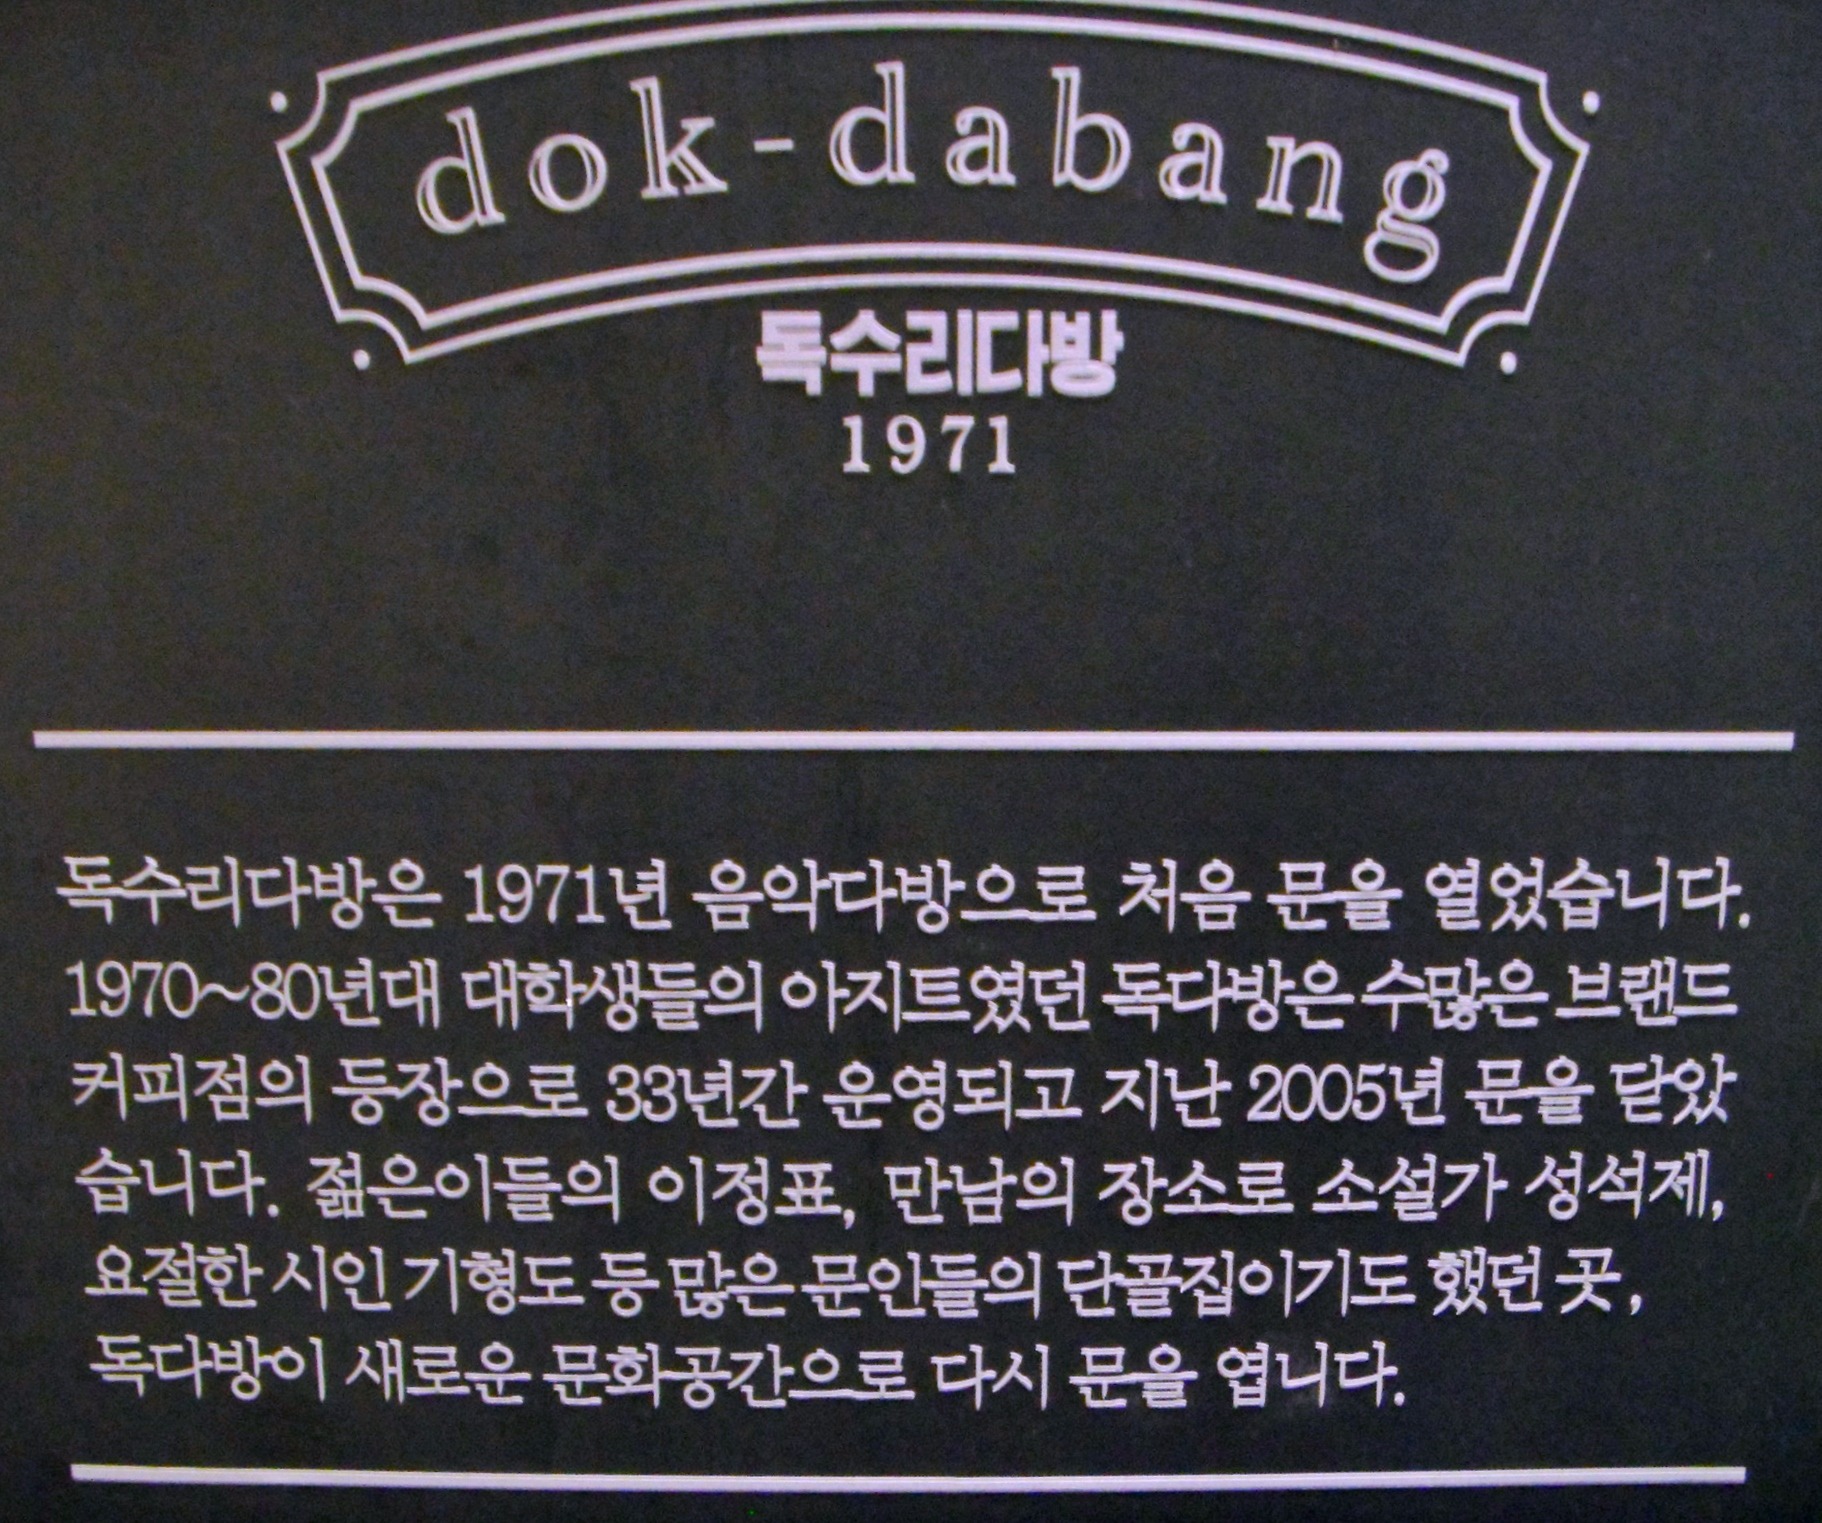 dok-dabang
독수리다방
1971
독수리다방은 1971년 음악다방으로 처음 문을 열었습니다.
1970~80년대 대학생들의 아지트였던 독다방은 수많은 브랜드
커피점의 등장으로 33년간 운영되고 지난 2005년 문을 닫았
습니다. 젊은이들의 이정표, 만남의 장소로 소설가 성석제,
요절한 시인 기형도 등 많은 문인들의 단골집이기도 했던 곳,
독다방이 새로운 문화공간으로 다시 문을 엽니다.